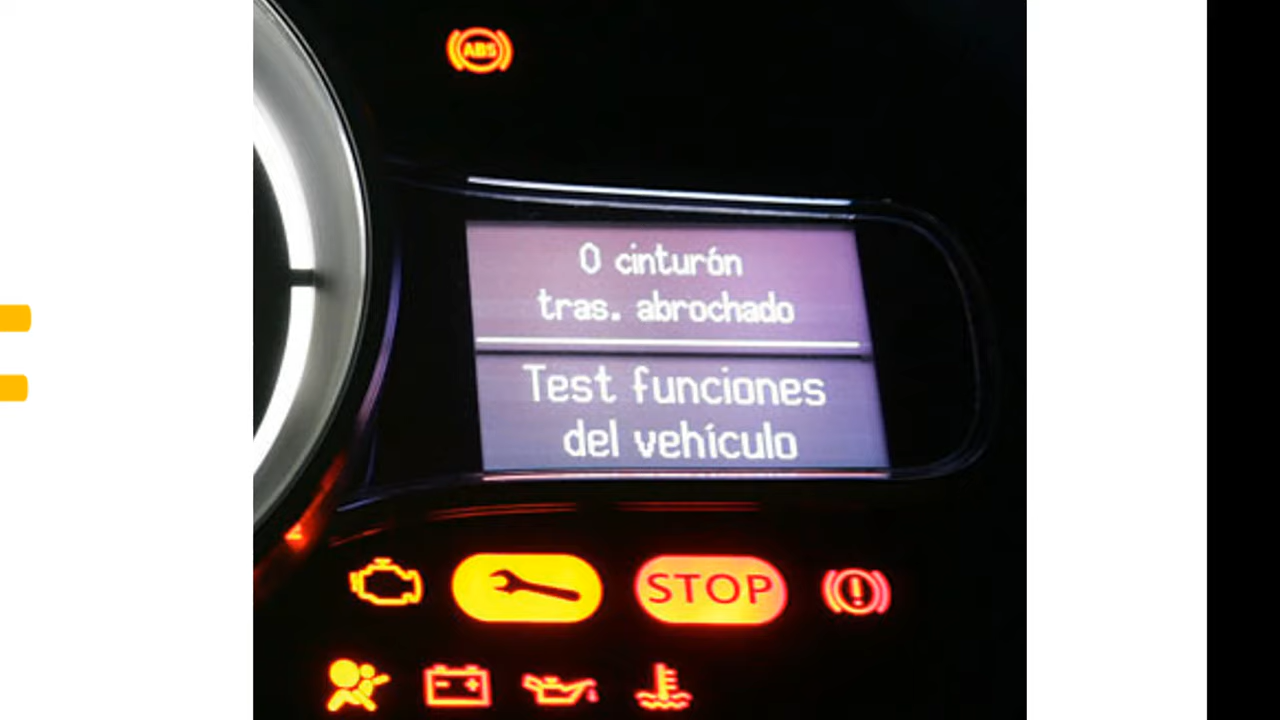 ABS
0 cinturón
tras. abrochado
Test funciones
del vehículo
STOP